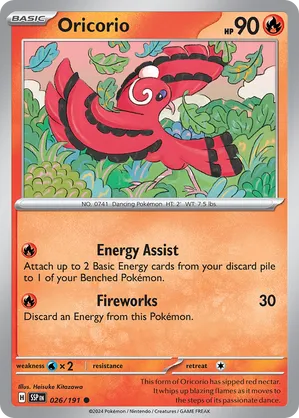 BASIC
Oricorio
HP 90
NO. 0741 Dancing Pokémon HT: 2' WT: 7.5 lbs
Energy Assist
Attach up to 2 Basic Energy cards from your discard pile
to 1 of your Benched Pokémon.
Fireworks 30
Discard an Energy from this Pokémon.
weakness ×2 resistance retreat
Illus. Heisuke Kitazawa
H SSP EN 026/191
This form of Oricorio has sipped red nectar.
It whips up blazing flames as it moves to
the steps of its passionate dance.
©2024 Pokémon / Nintendo / Creatures / GAME FREAK